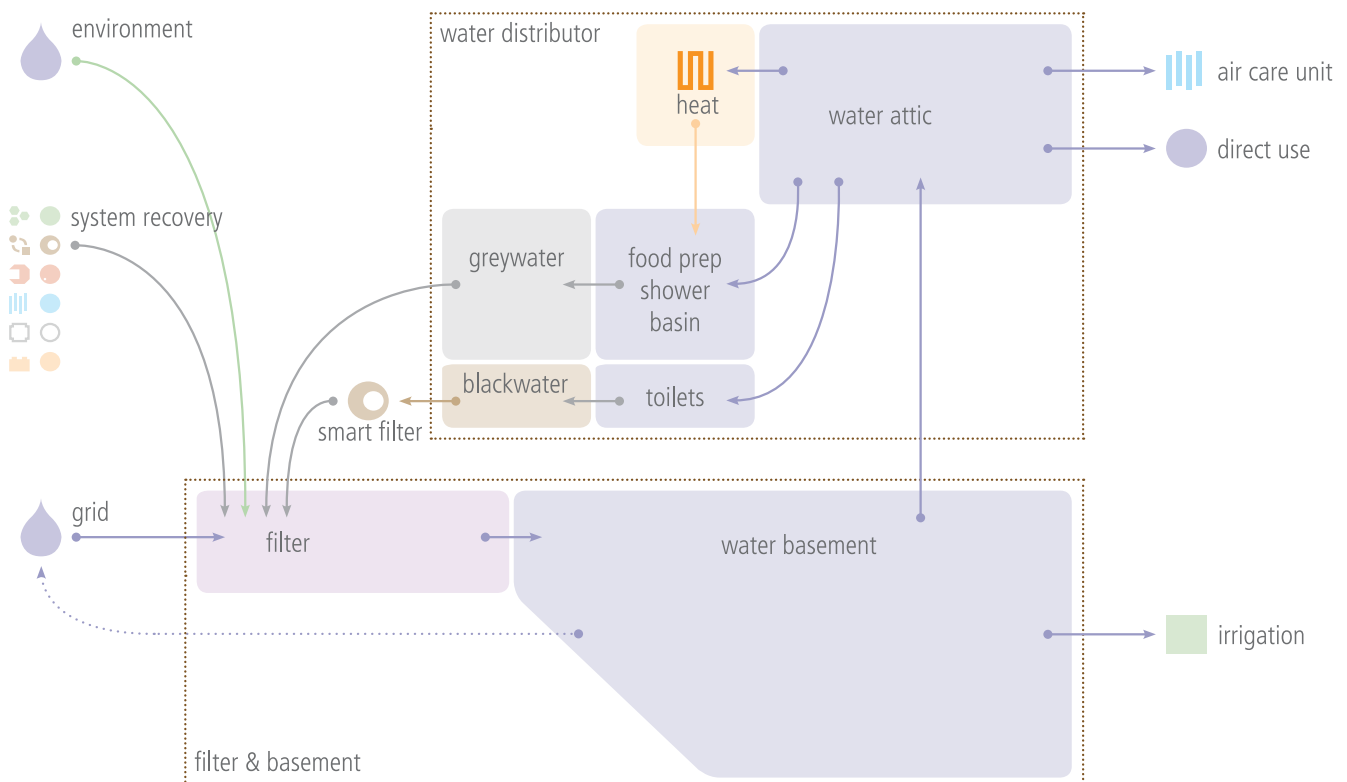 environment
water distributor
heat
water attic
air care unit
direct use
system recovery
greywater
food prep
shower
basin
blackwater
toilets
smart filter
grid
filter
water basement
irrigation
filter & basement